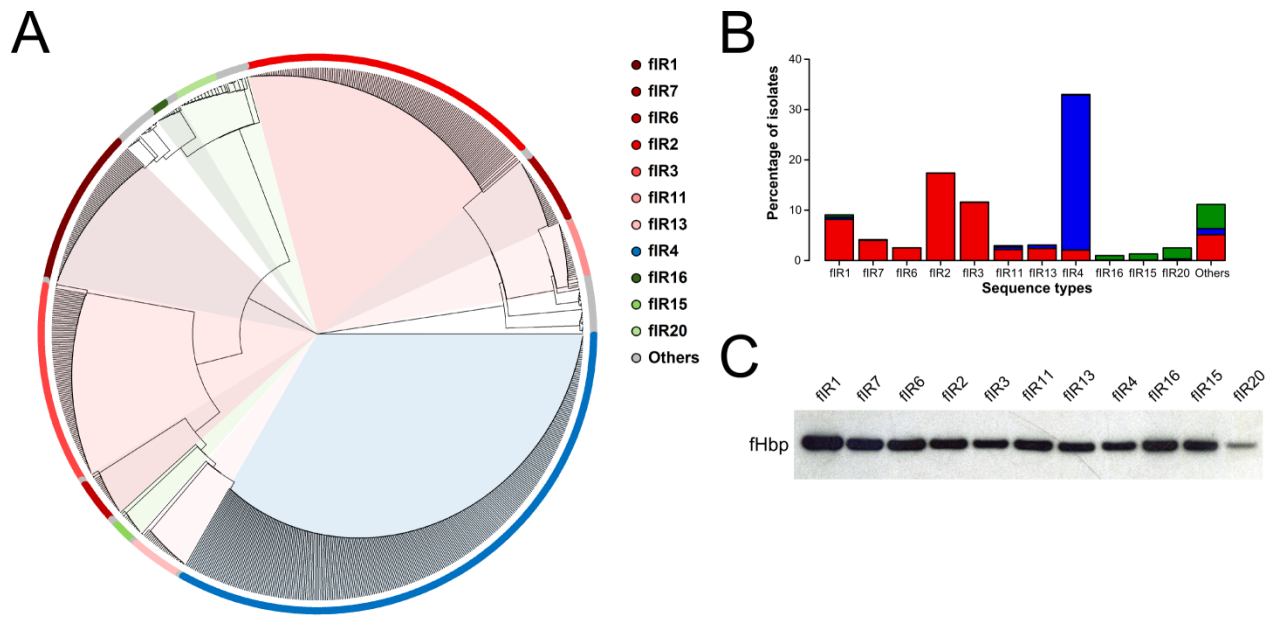 A
fIR1
fIR7
fIR6
fIR2
fIR3
fIR11
fIR13
fIR4
fIR16
fIR15
fIR20
Others
B
Percentage of isolates
40
30
20
10
0
fIR1 fIR7 fIR6 fIR2 fIR3 fIR11 fIR13 fIR4 fIR16 fIR15 fIR20 Others
Sequence types
C
fIR1 fIR7 fIR6 fIR2 fIR3 fIR11 fIR13 fIR4 fIR16 fIR15 fIR20
fHbp